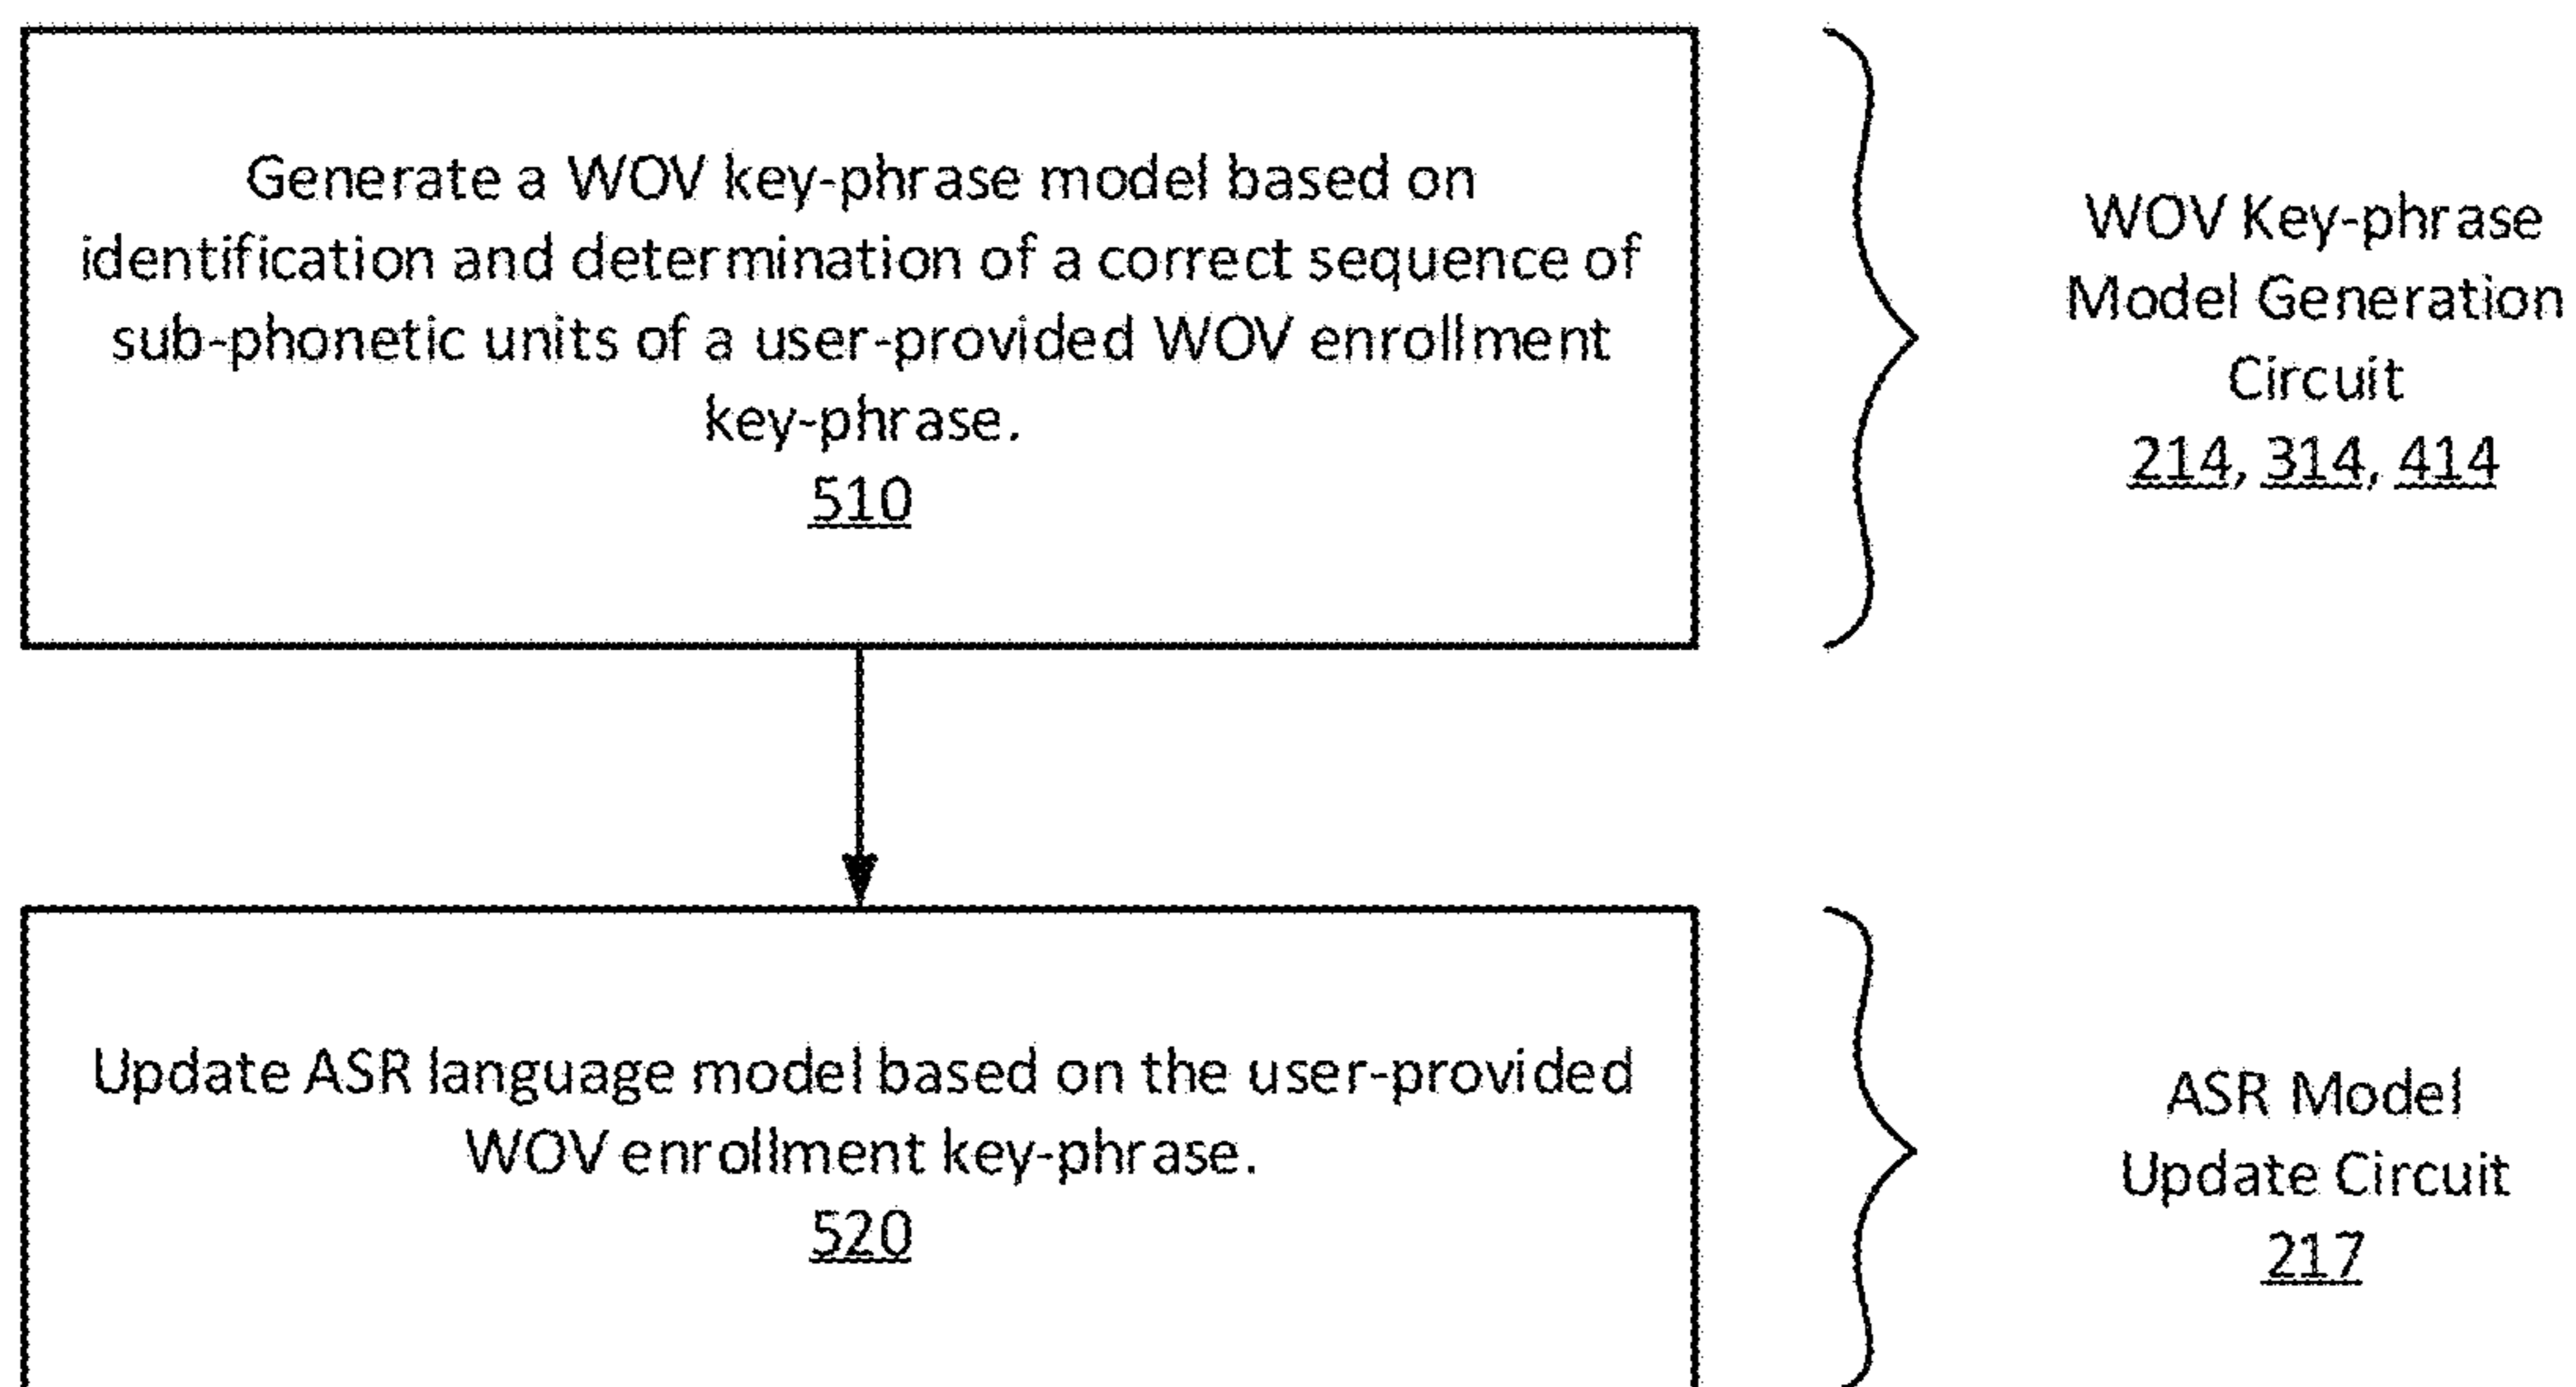 Generate a WOV key-phrase model based on
identification and determination of a correct sequence of
sub-phonetic units of a user-provided WOV enrollment
key-phrase.
510
WOV Key-phrase
Model Generation
Circuit
214, 314, 414
Update ASR language model based on the user-provided
WOV enrollment key-phrase.
520
ASR Model
Update Circuit
217